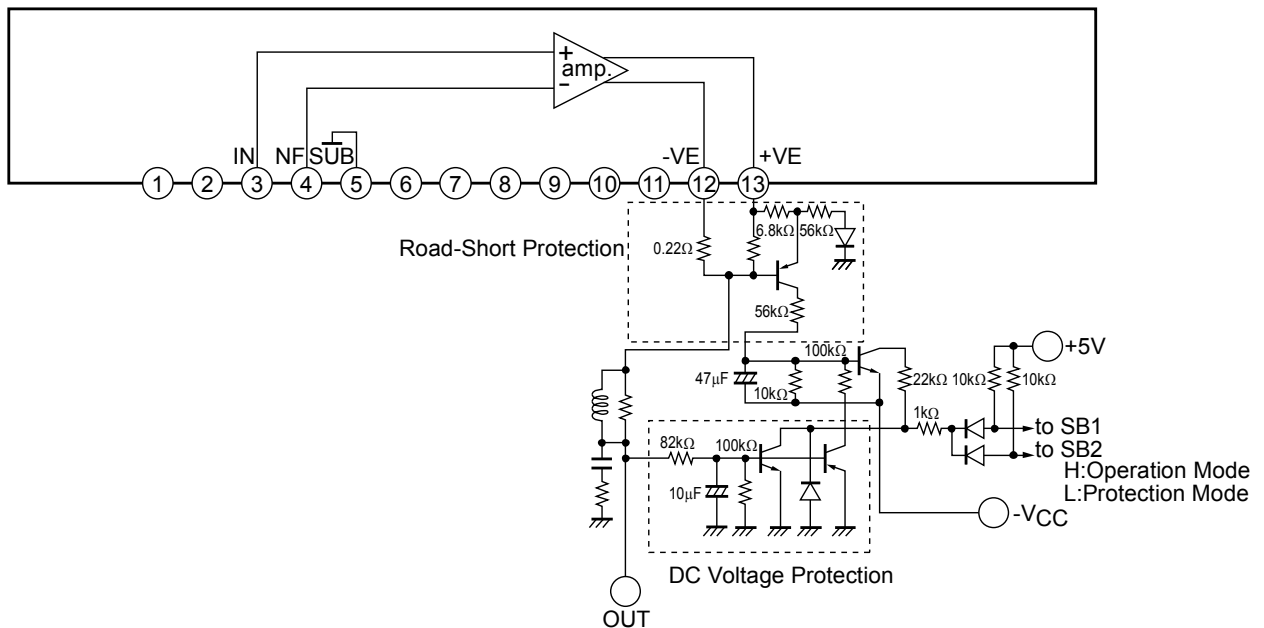 +
amp.
-
IN NF SUB -VE +VE
1 2 3 4 5 6 7 8 9 10 11 12 13
6.8kΩ 56kΩ
Road-Short Protection 0.22Ω
56kΩ
100kΩ +5V
47μF 10kΩ 22kΩ 10kΩ 10kΩ
1kΩ
to SB1
to SB2
82kΩ 100kΩ
H:Operation Mode
L:Protection Mode
10μF
-VCC
DC Voltage Protection
OUT